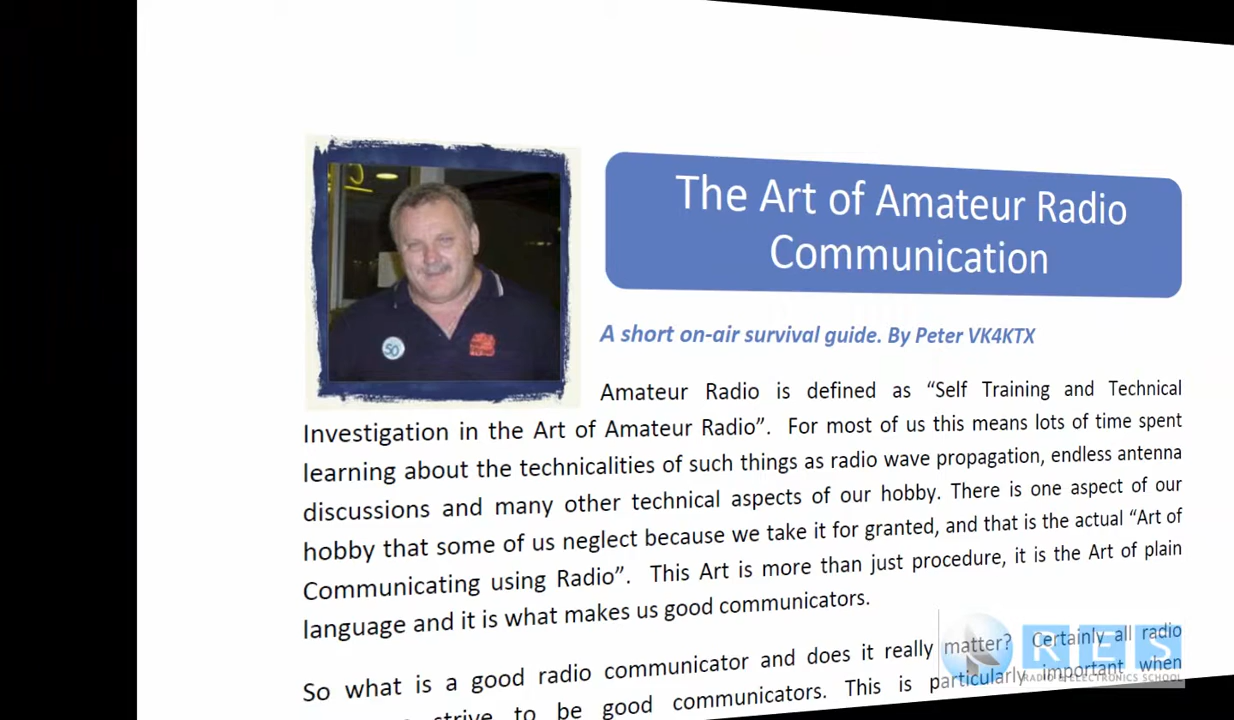 The Art of Amateur Radio
Communication
A short on-air survival guide. By Peter VK4KTX
Amateur Radio is defined as “Self Training and Technical
Investigation in the Art of Amateur Radio”. For most of us this means lots of time spent
learning about the technicalities of such things as radio wave propagation, endless antenna
discussions and many other technical aspects of our hobby. There is one aspect of our
hobby that some of us neglect because we take it for granted, and that is the actual “Art of
Communicating using Radio”. This Art is more than just procedure, it is the Art of plain
language and it is what makes us good communicators.
So what is a good radio communicator and does it really matter? Certainly all radio
strive to be good communicators. This is particularly important when
RES
RADIO & ELECTRONICS SCHOOL
50